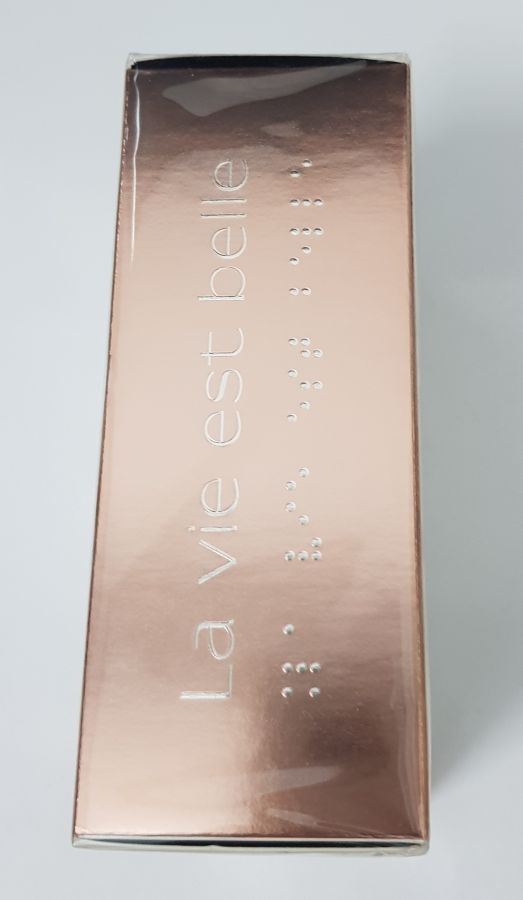 La vie est belle
⠨⠇⠁ ⠧⠊⠑ ⠑⠎⠞ ⠃⠑⠇⠇⠑